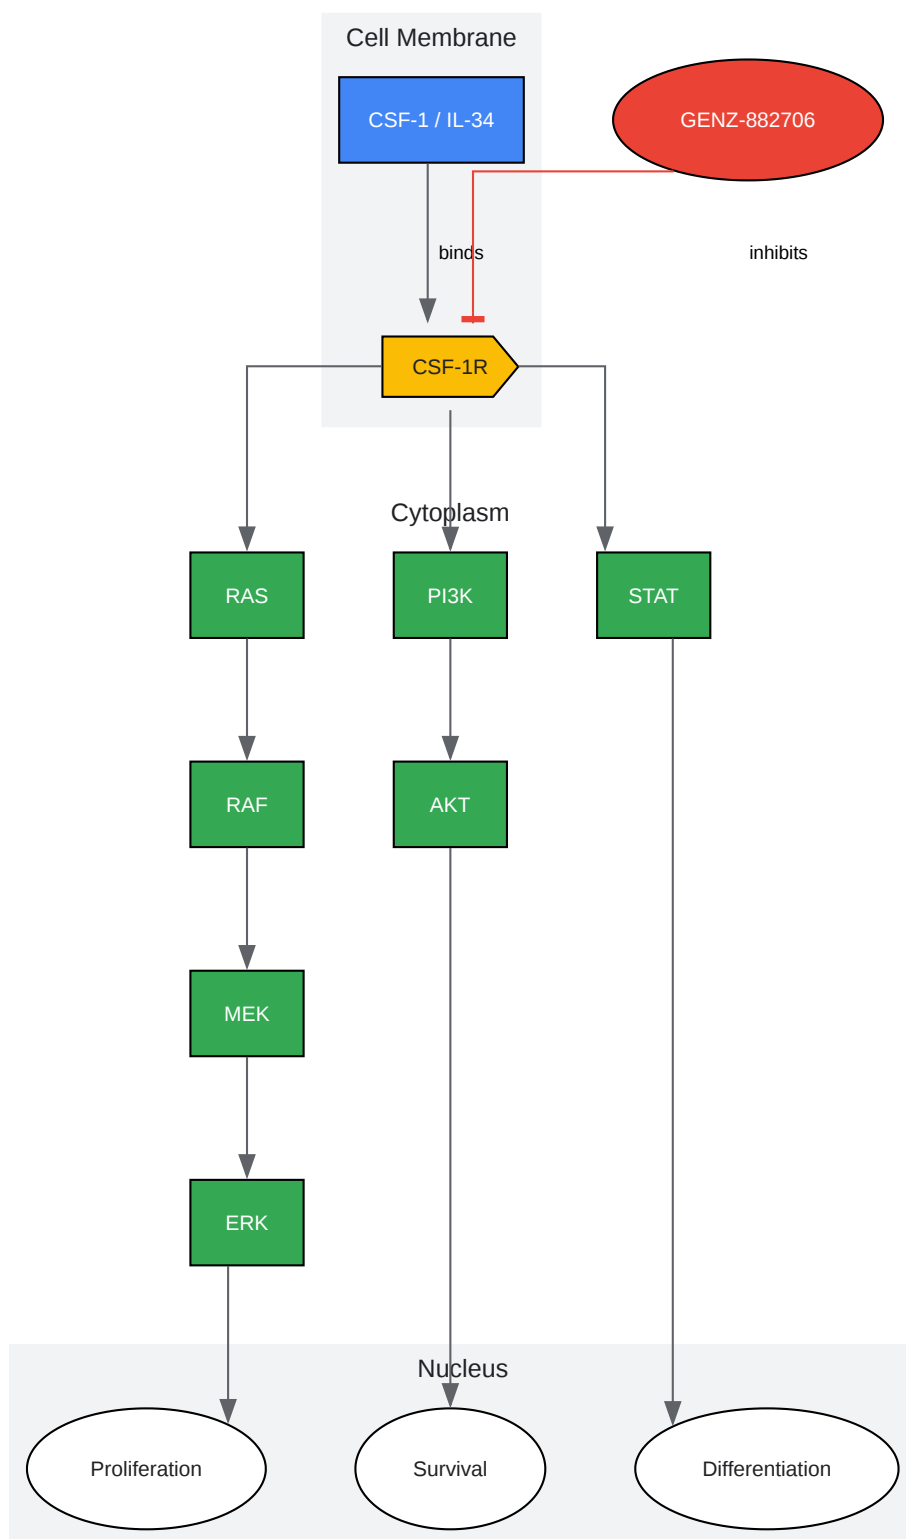 Cell Membrane
CSF-1 / IL-34
GENZ-882706
binds
inhibits
CSF-1R
Cytoplasm
RAS
PI3K
STAT
RAF
AKT
MEK
ERK
Nucleus
Proliferation
Survival
Differentiation